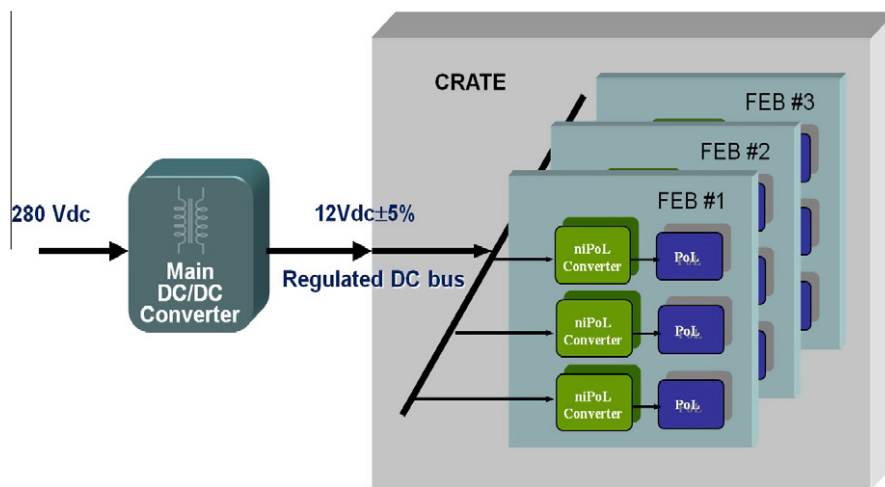 CRATE
FEB #3
FEB #2
FEB #1
280 Vdc
12Vdc±5%
Main
DC/DC
Converter
Regulated DC bus
niPoL
Converter
PoL
niPoL
Converter
PoL
niPoL
Converter
PoL